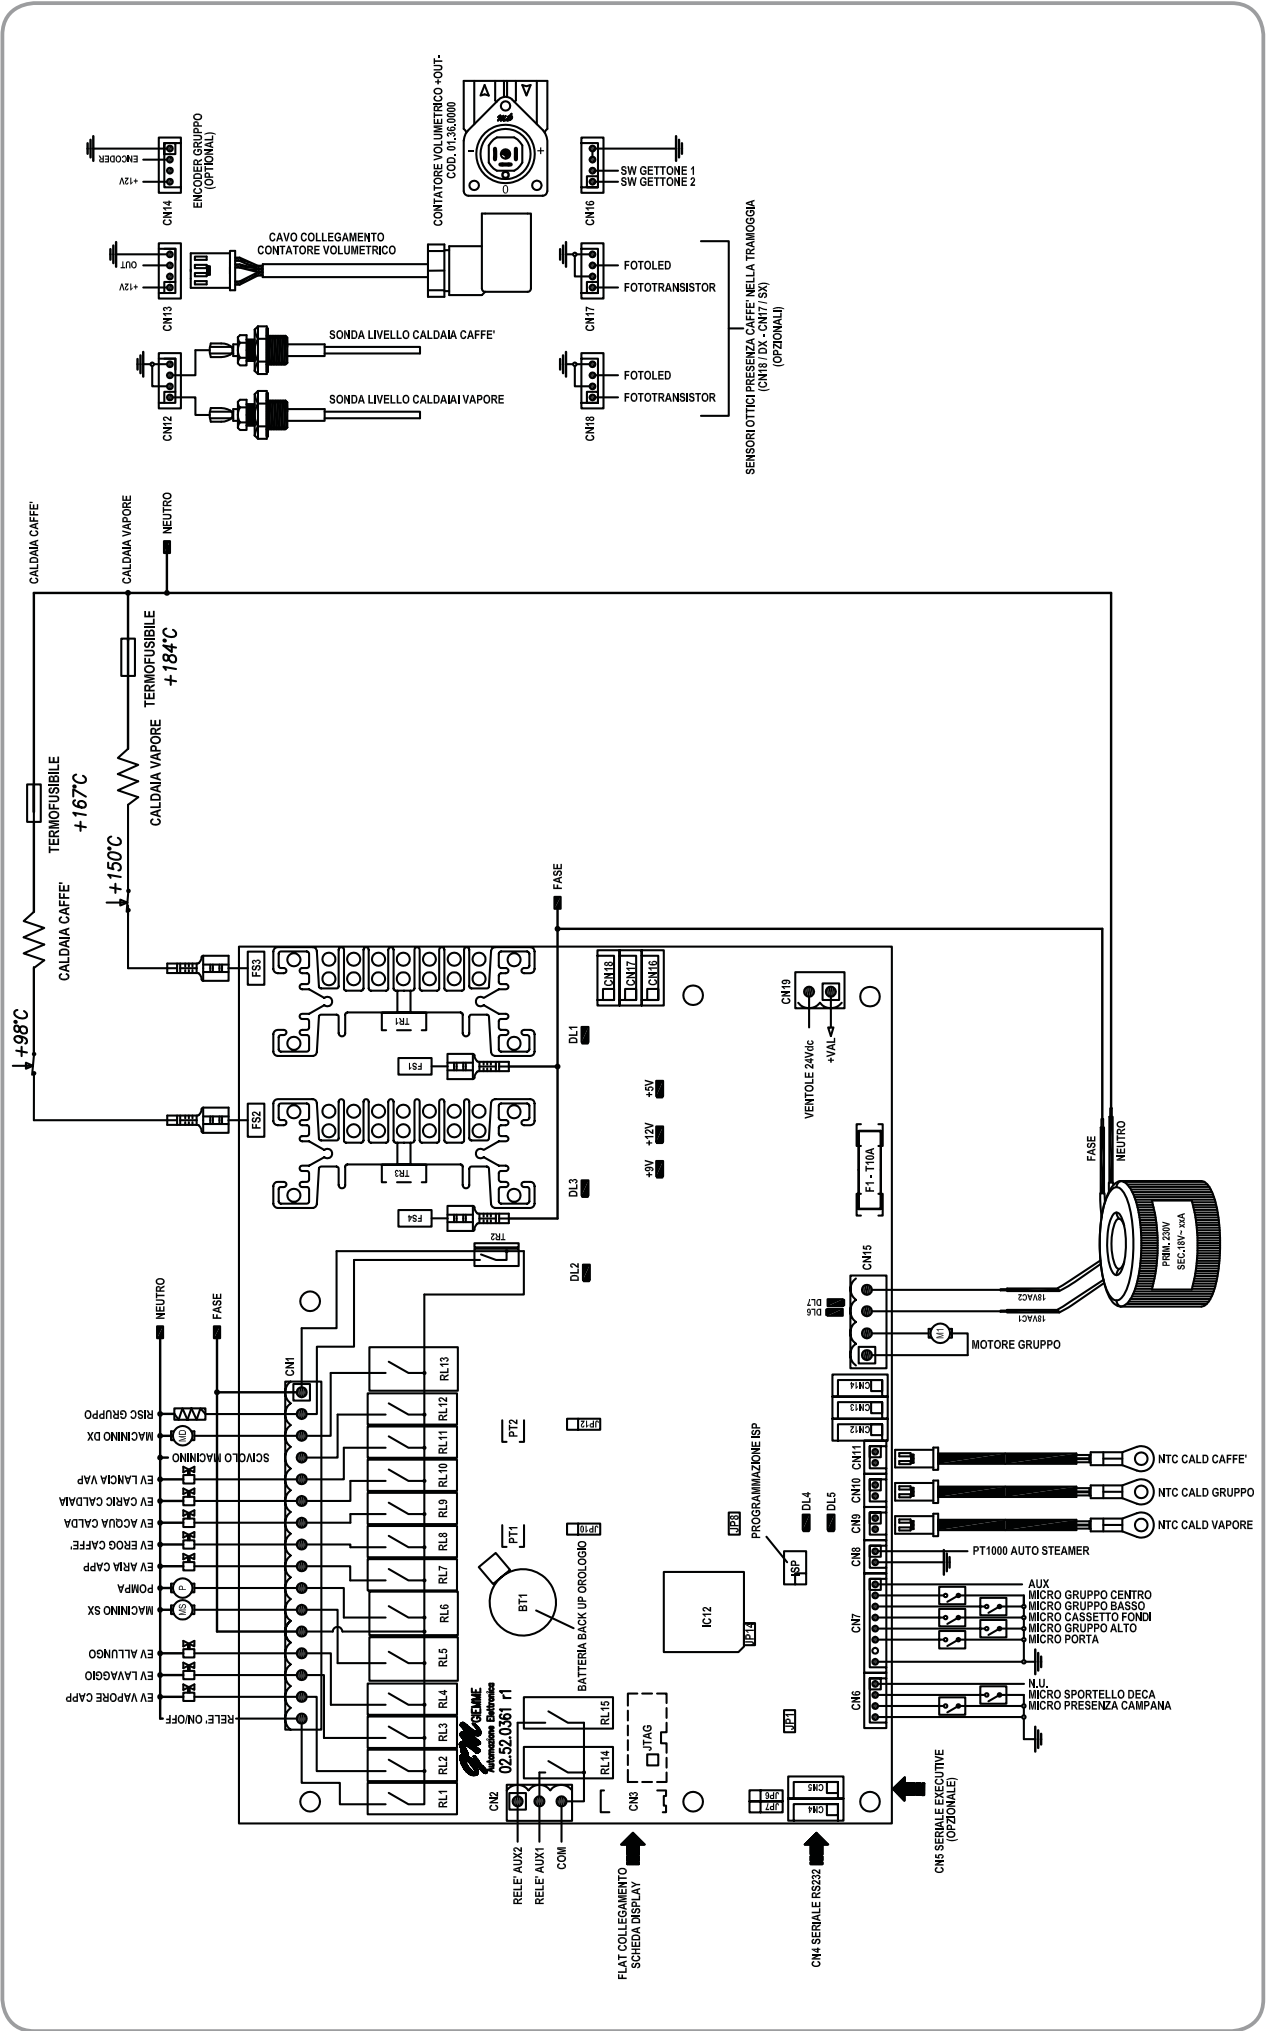 CONTATORE VOLUMETRICO +OUT-
COD. 01.36.0000
+12V
ENCODER
CN14
ENCODER GRUPPO
(OPTIONAL)
-
+
0
SW GETTONE 1
SW GETTONE 2
CN16
+12V
OUT
CN13
CAVO COLLEGAMENTO
CONTATORE VOLUMETRICO
FOTOLED
FOTOTRANSISTOR
CN17
CN12
SONDA LIVELLO CALDAIA CAFFE'
SONDA LIVELLO CALDAIAI VAPORE
FOTOLED
FOTOTRANSISTOR
CN18
SENSORI OTTICI PRESENZA CAFFE' NELLA TRAMOGGIA
(CN18 / DX - CN17 / SX)
(OPZIONALI)
CALDAIA CAFFE'
CALDAIA VAPORE
NEUTRO
TERMOFUSIBILE
+184°C
CALDAIA VAPORE
+150°C
TERMOFUSIBILE
+167°C
CALDAIA CAFFE'
+98°C
FASE
FS3
FS2
TR1
TR3
FS1
FS4
TR2
DL1
DL3
DL2
CN18
CN17
CN16
+5V
+12V
+9V
CN19
VENTOLE 24Vdc
+VAL
F1 - T10A
FASE
NEUTRO
PRIM. 230V
SEC.18V~ xxA
18VAC2
18VAC1
CN15
DL7
DL6
M1
MOTORE GRUPPO
NEUTRO
FASE
CN1
RISC GRUPPO
MACININO DX
MD
SCIVOLO MACININO
EV LANCIA VAP
EV CARIC CALDAIA
EV ACQUA CALDA
EV EROG CAFFE'
EV ARIA CAPP
POMPA
P
MACININO SX
MS
EV ALLUNGO
EV LAVAGGIO
EV VAPORE CAPP
RELE' ON/OFF
RL13
RL12
RL11
RL10
RL9
RL8
RL7
RL6
RL5
RL4
RL3
RL2
RL1
PT2
PT1
JP12
JP10
BT1
BATTERIA BACK UP OROLOGIO
GIEMME
Automazione Elettronica
02.52.0361 r1
RL15
RL14
CN2
RELE' AUX2
RELE' AUX1
COM
CN3
JTAG
FLAT COLLEGAMENTO
SCHEDA DISPLAY
IC12
JP14
JP8
PROGRAMMAZIONE ISP
ISP
DL4
DL5
JP1
JP6
JP7
CN5
CN4
CN4 SERIALE RS232
CN5 SERIALE EXECUTIVE
(OPZIONALE)
CN14
CN13
CN12
CN11
CN10
CN9
CN8
CN7
CN6
NTC CALD CAFFE'
NTC CALD GRUPPO
NTC CALD VAPORE
PT1000 AUTO STEAMER
AUX
MICRO GRUPPO CENTRO
MICRO GRUPPO BASSO
MICRO CASSETTO FONDI
MICRO GRUPPO ALTO
MICRO PORTA
N.U.
MICRO SPORTELLO DECA
MICRO PRESENZA CAMPANA